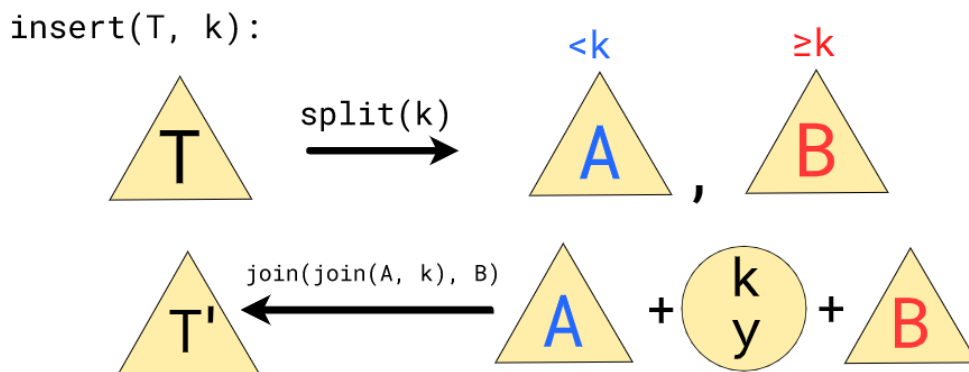 insert(T, k):
<k
≥k
T
split(k)
A
,
B
T'
join(join(A, k), B)
A
+
k
y
+
B